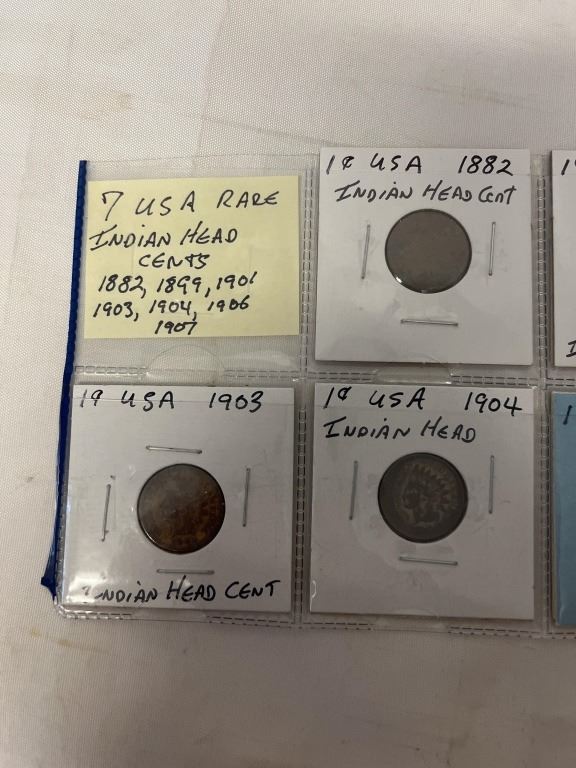 7 USA RARE
INDIAN HEAD
CENTS
1882, 1899, 1901
1903, 1904, 1906
1907
1¢ USA 1882
INDIAN HEAD CENT
1¢ USA 1903
INDIAN HEAD CENT
1¢ USA 1904
INDIAN HEAD